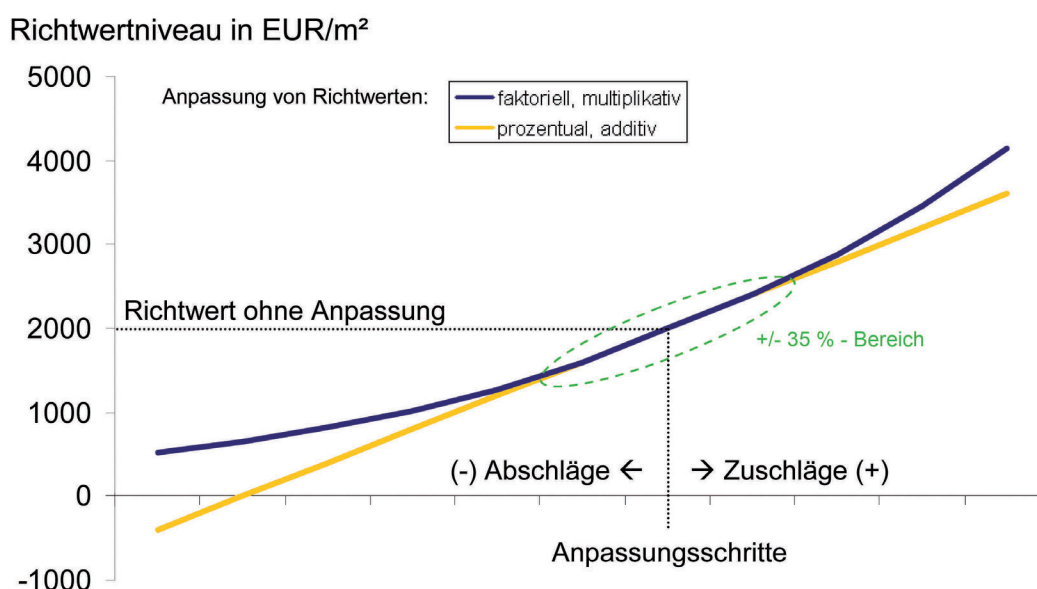 Richtwertniveau in EUR/m²
5000
Anpassung von Richtwerten:
faktoriell, multiplikativ
prozentual, additiv
4000
3000
Richtwert ohne Anpassung
2000
+/- 35 % - Bereich
1000
(-) Abschläge ← → Zuschläge (+)
0
Anpassungsschritte
-1000